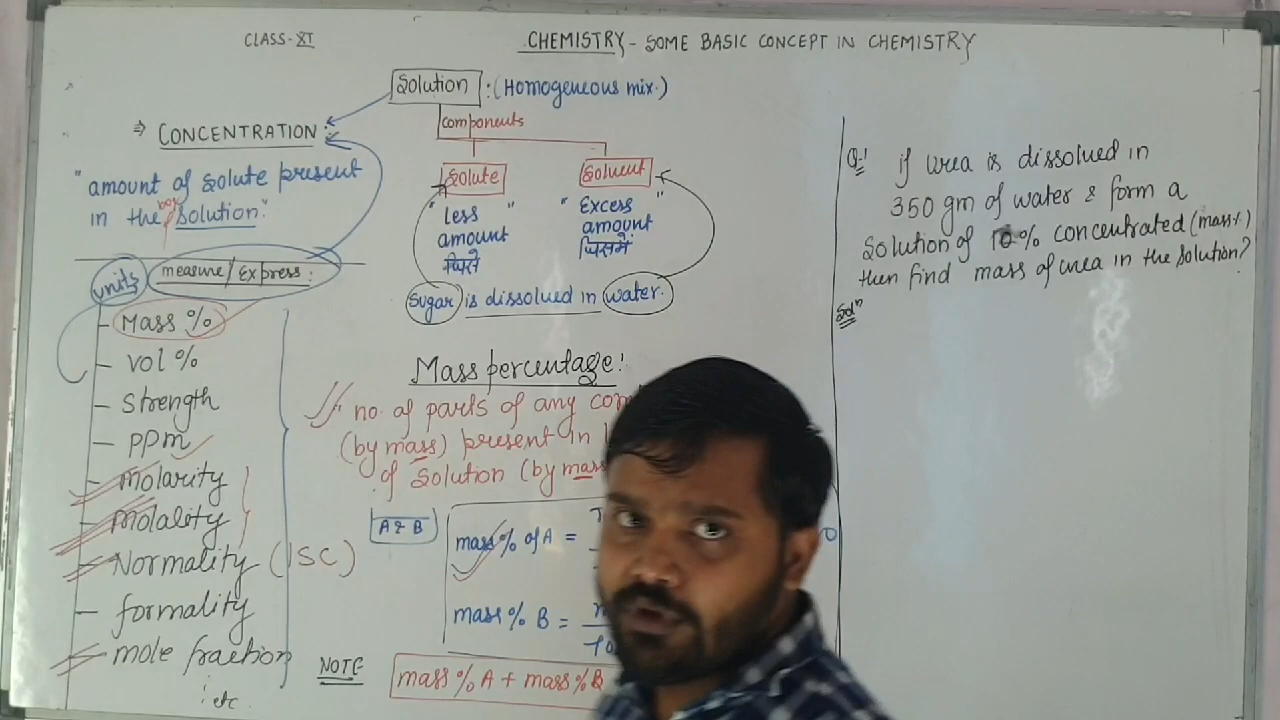 CLASS-XI
CHEMISTRY - SOME BASIC CONCEPT IN CHEMISTRY
Solution : (Homogeneous mix.)
components
Solute
"Less
amount
जिसे
"
Solvent
"Excess
amount
जिसमें
"
Sugar is dissolved in water.
⇒ CONCENTRATION :
"amount of solute present
in the solution."
units measure/Express:
- Mass %
- vol %
- Strength
- PPm
- Molarity
- Molality
- Normality (ISC)
- formality
- mole fraction
etc
Mass percentage:
no. of parts of any
(by mass) present in
of Solution (by mass
A & B
mass % of A =
mass % B =
NOTE
mass % A + mass % B
Q:1 if urea is dissolved in
350 gm of water & form a
Solution of 10% concentrated (mass%)
then find mass of urea in the solution?
Solⁿ